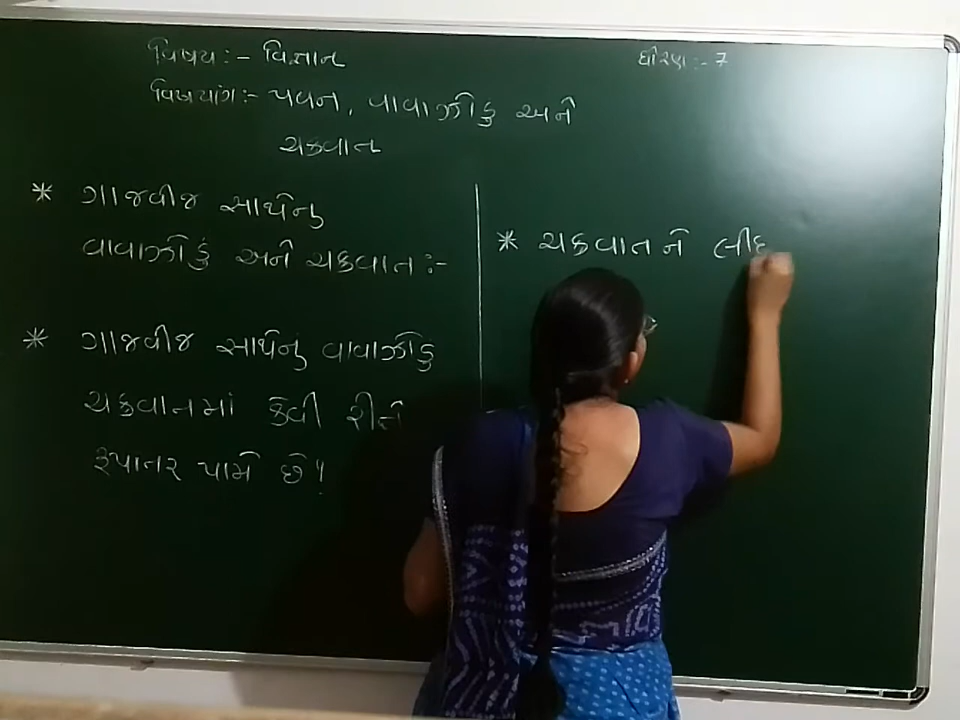 વિષય :- વિજ્ઞાન
ધોરણ :- 7
વિષયાંગ :- પવન, વાવાઝોડુ અને
ચક્રવાત
* ગાજવીજ સાથેનુ
વાવાઝોડું અને ચક્રવાત :-
* ગાજવીજ સાથેનું વાવાઝોડુ
ચક્રવાતમાં કેવી રીતે
રૂપાતર પામે છે!
* ચક્રવાતને